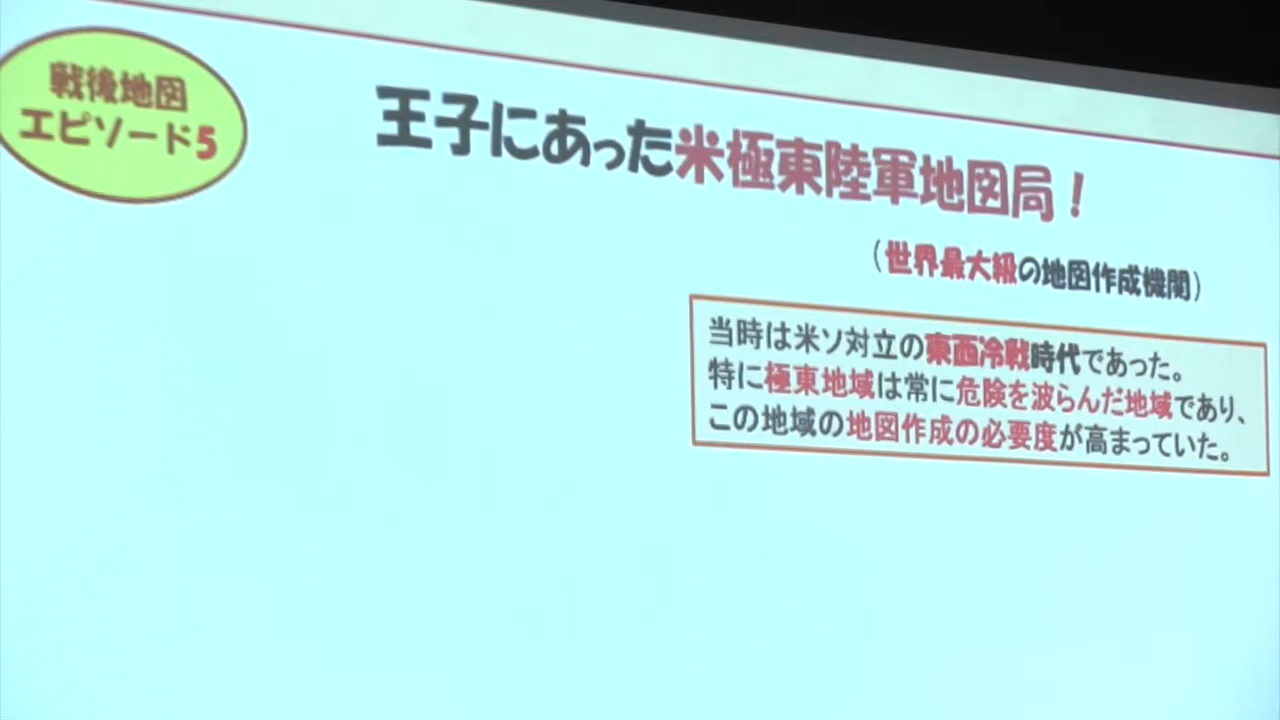 戦後地図
エピソード5
王子にあった米極東陸軍地図局！
（世界最大級の地図作成機関）
当時は米ソ対立の東西冷戦時代であった。
特に極東地域は常に危険を波らんだ地域であり、
この地域の地図作成の必要度が高まっていた。